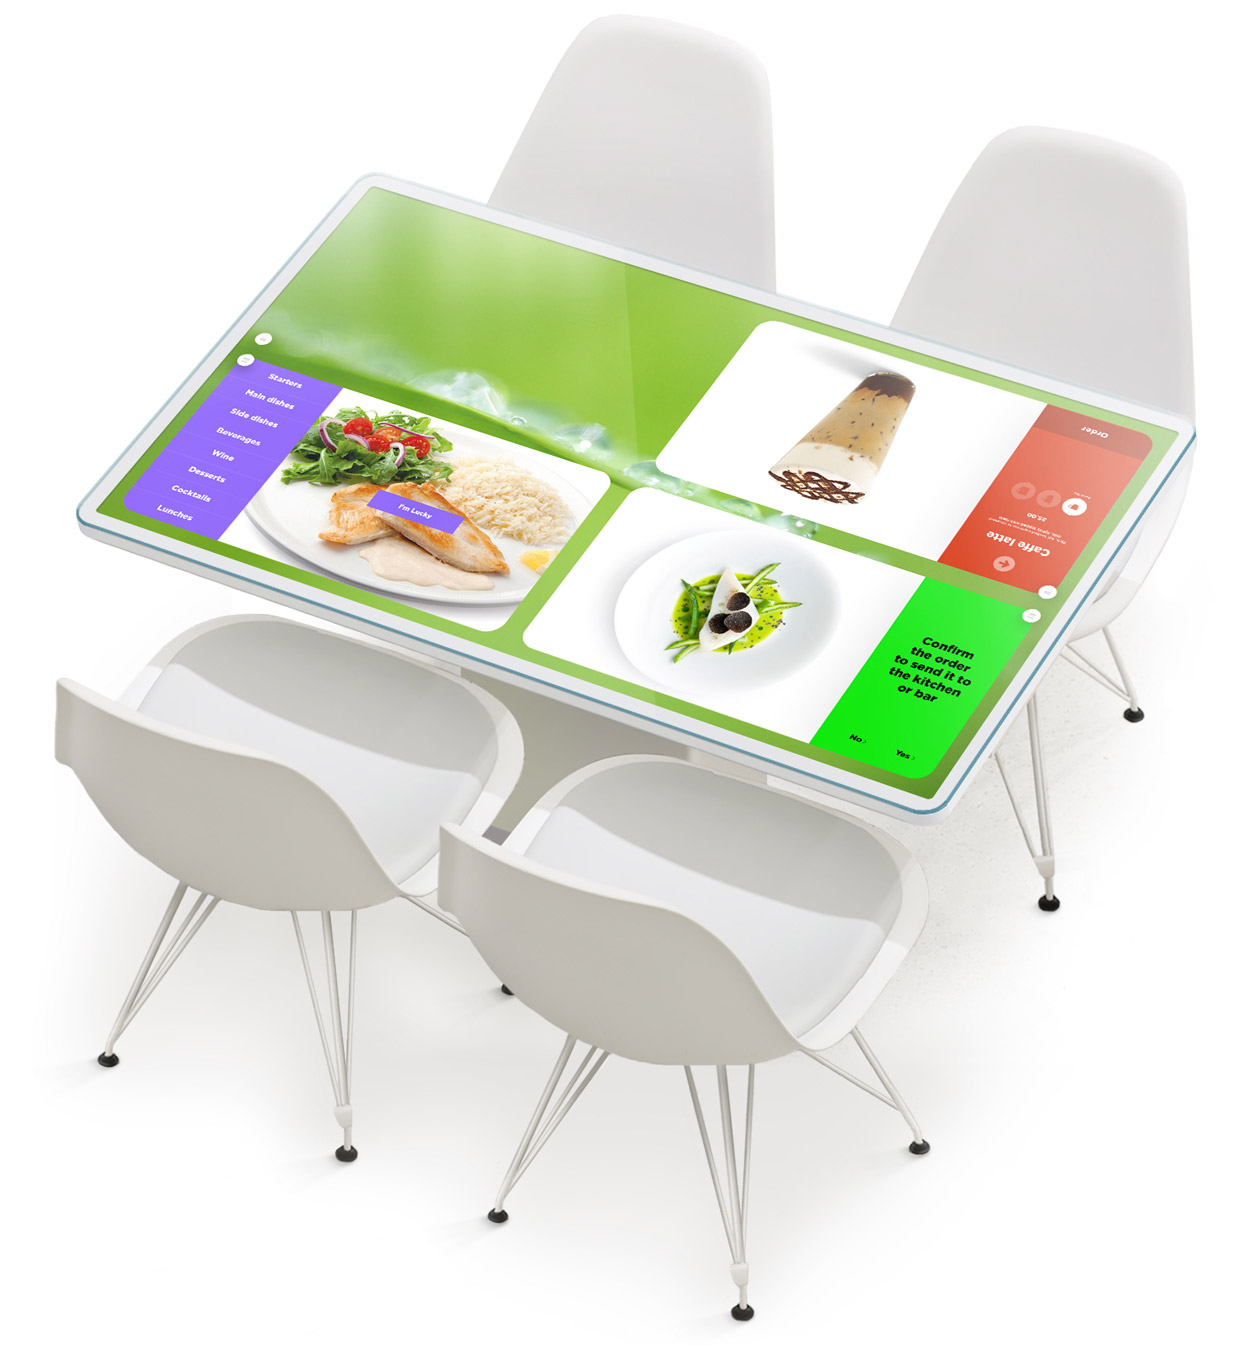 Starters
Main dishes
Side dishes
Beverages
Wine
Desserts
Cocktails
Lunches
I'm Lucky
Order
25.00
Caffe latte
Confirm
the order
to send it to
the kitchen
or bar
No
Yes